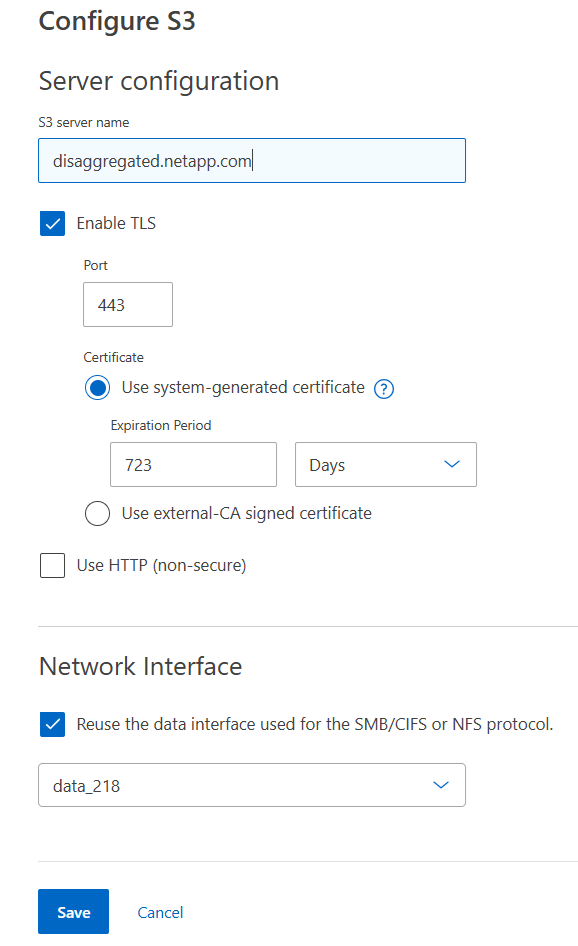 Configure S3
Server configuration
S3 server name
disaggregated.netapp.com
Enable TLS
Port
443
Certificate
Use system-generated certificate ?
Expiration Period
723 Days
Use external-CA signed certificate
Use HTTP (non-secure)
Network Interface
Reuse the data interface used for the SMB/CIFS or NFS protocol.
data_218
Save Cancel